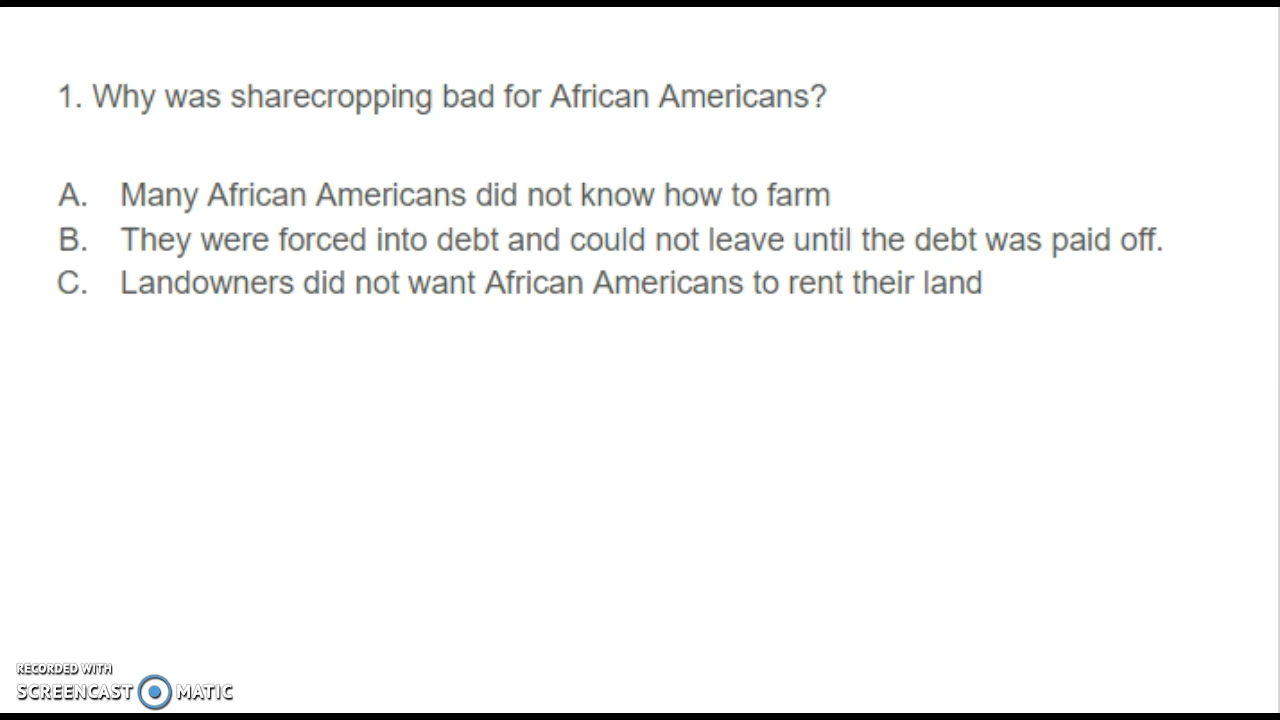 1. Why was sharecropping bad for African Americans?
A. Many African Americans did not know how to farm
B. They were forced into debt and could not leave until the debt was paid off.
C. Landowners did not want African Americans to rent their land
RECORDED WITH
SCREENCAST MATIC